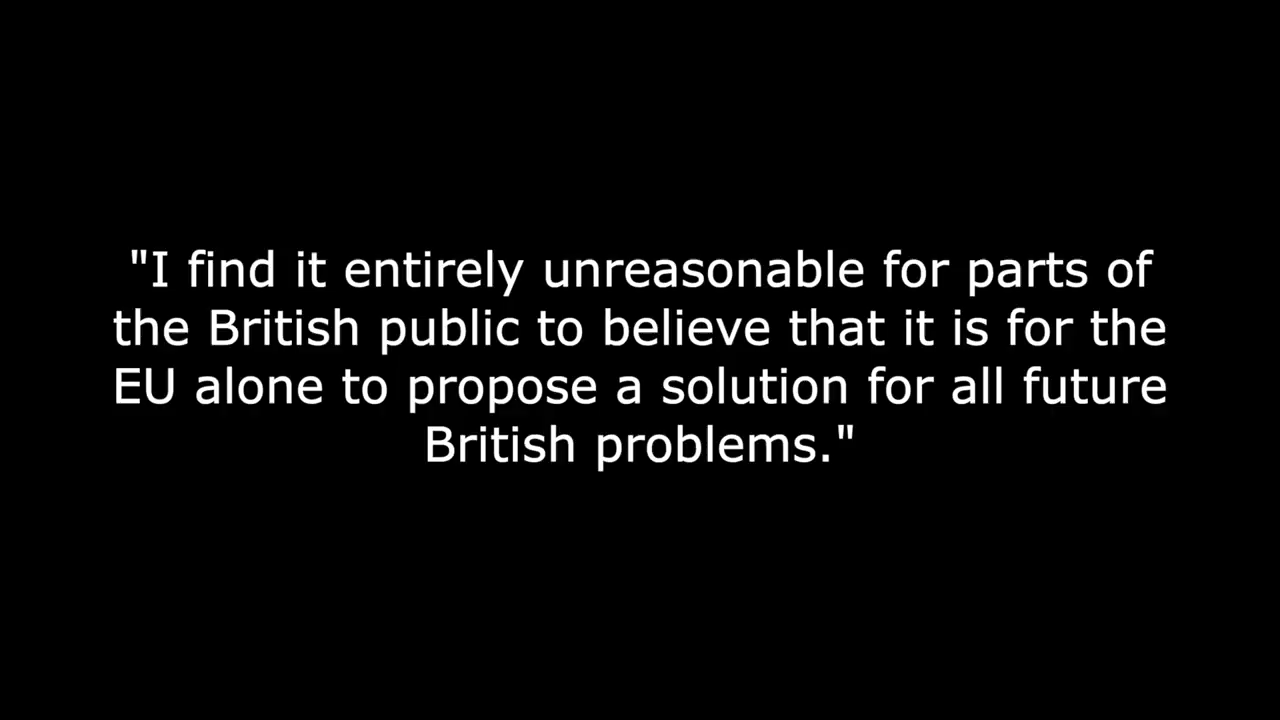 "I find it entirely unreasonable for parts of
the British public to believe that it is for the
EU alone to propose a solution for all future
British problems."